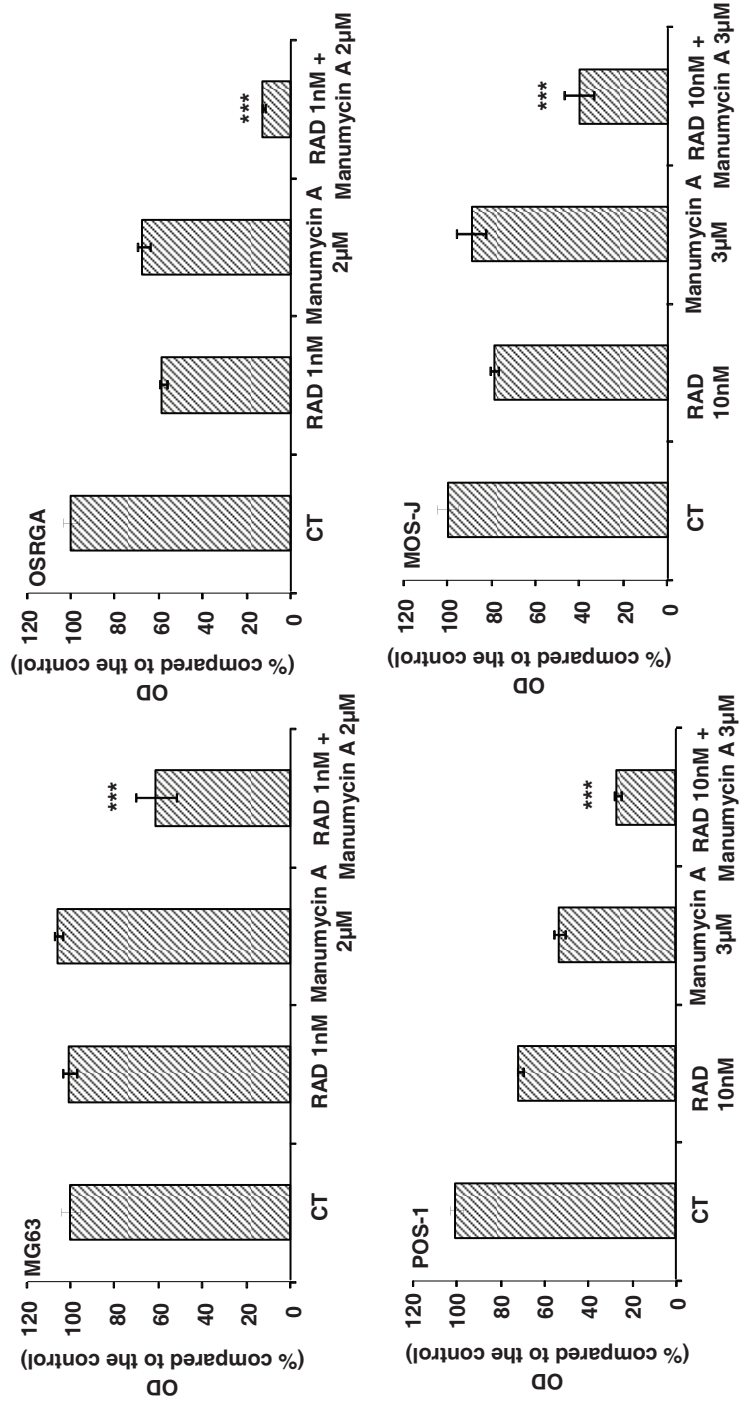 MG63
OD
(% compared to the control)
120
100
80
60
40
20
0
CT
RAD 1nM
Manumycin A
2µM
RAD 1nM +
Manumycin A 2µM
***
OSRGA
OD
(% compared to the control)
120
100
80
60
40
20
0
CT
RAD 1nM
Manumycin A
2µM
RAD 1nM +
Manumycin A 2µM
***
POS-1
OD
(% compared to the control)
120
100
80
60
40
20
0
CT
RAD
10nM
Manumycin A
3µM
RAD 10nM +
Manumycin A 3µM
***
MOS-J
OD
(% compared to the control)
120
100
80
60
40
20
0
CT
RAD
10nM
Manumycin A
3µM
RAD 10nM +
Manumycin A 3µM
***